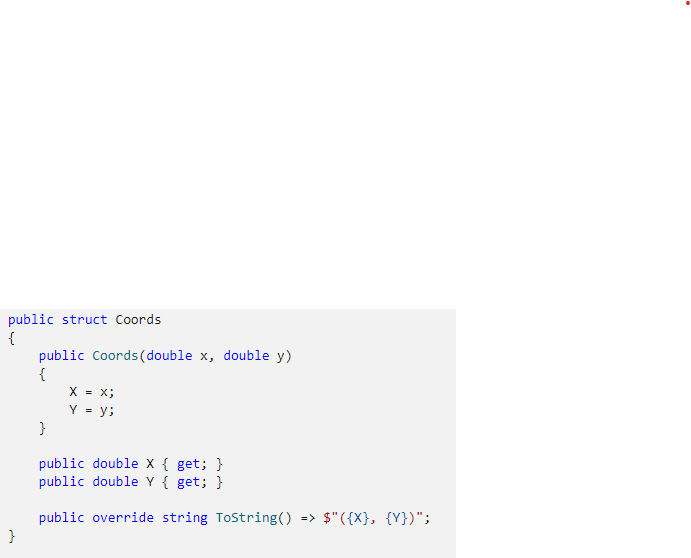 public struct Coords
{
    public Coords(double x, double y)
    {
        X = x;
        Y = y;
    }
    public double X { get; }
    public double Y { get; }
    public override string ToString() => $"({X}, {Y})";
}